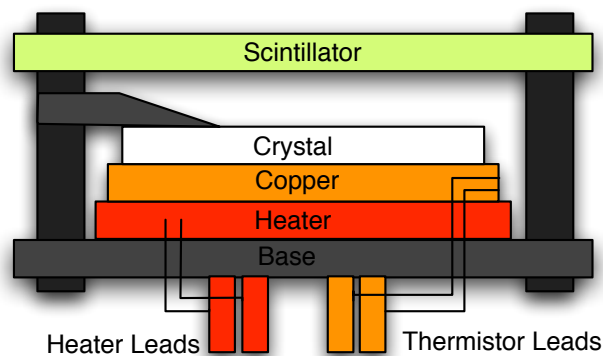 Scintillator
Crystal
Copper
Heater
Base
Heater Leads
Thermistor Leads